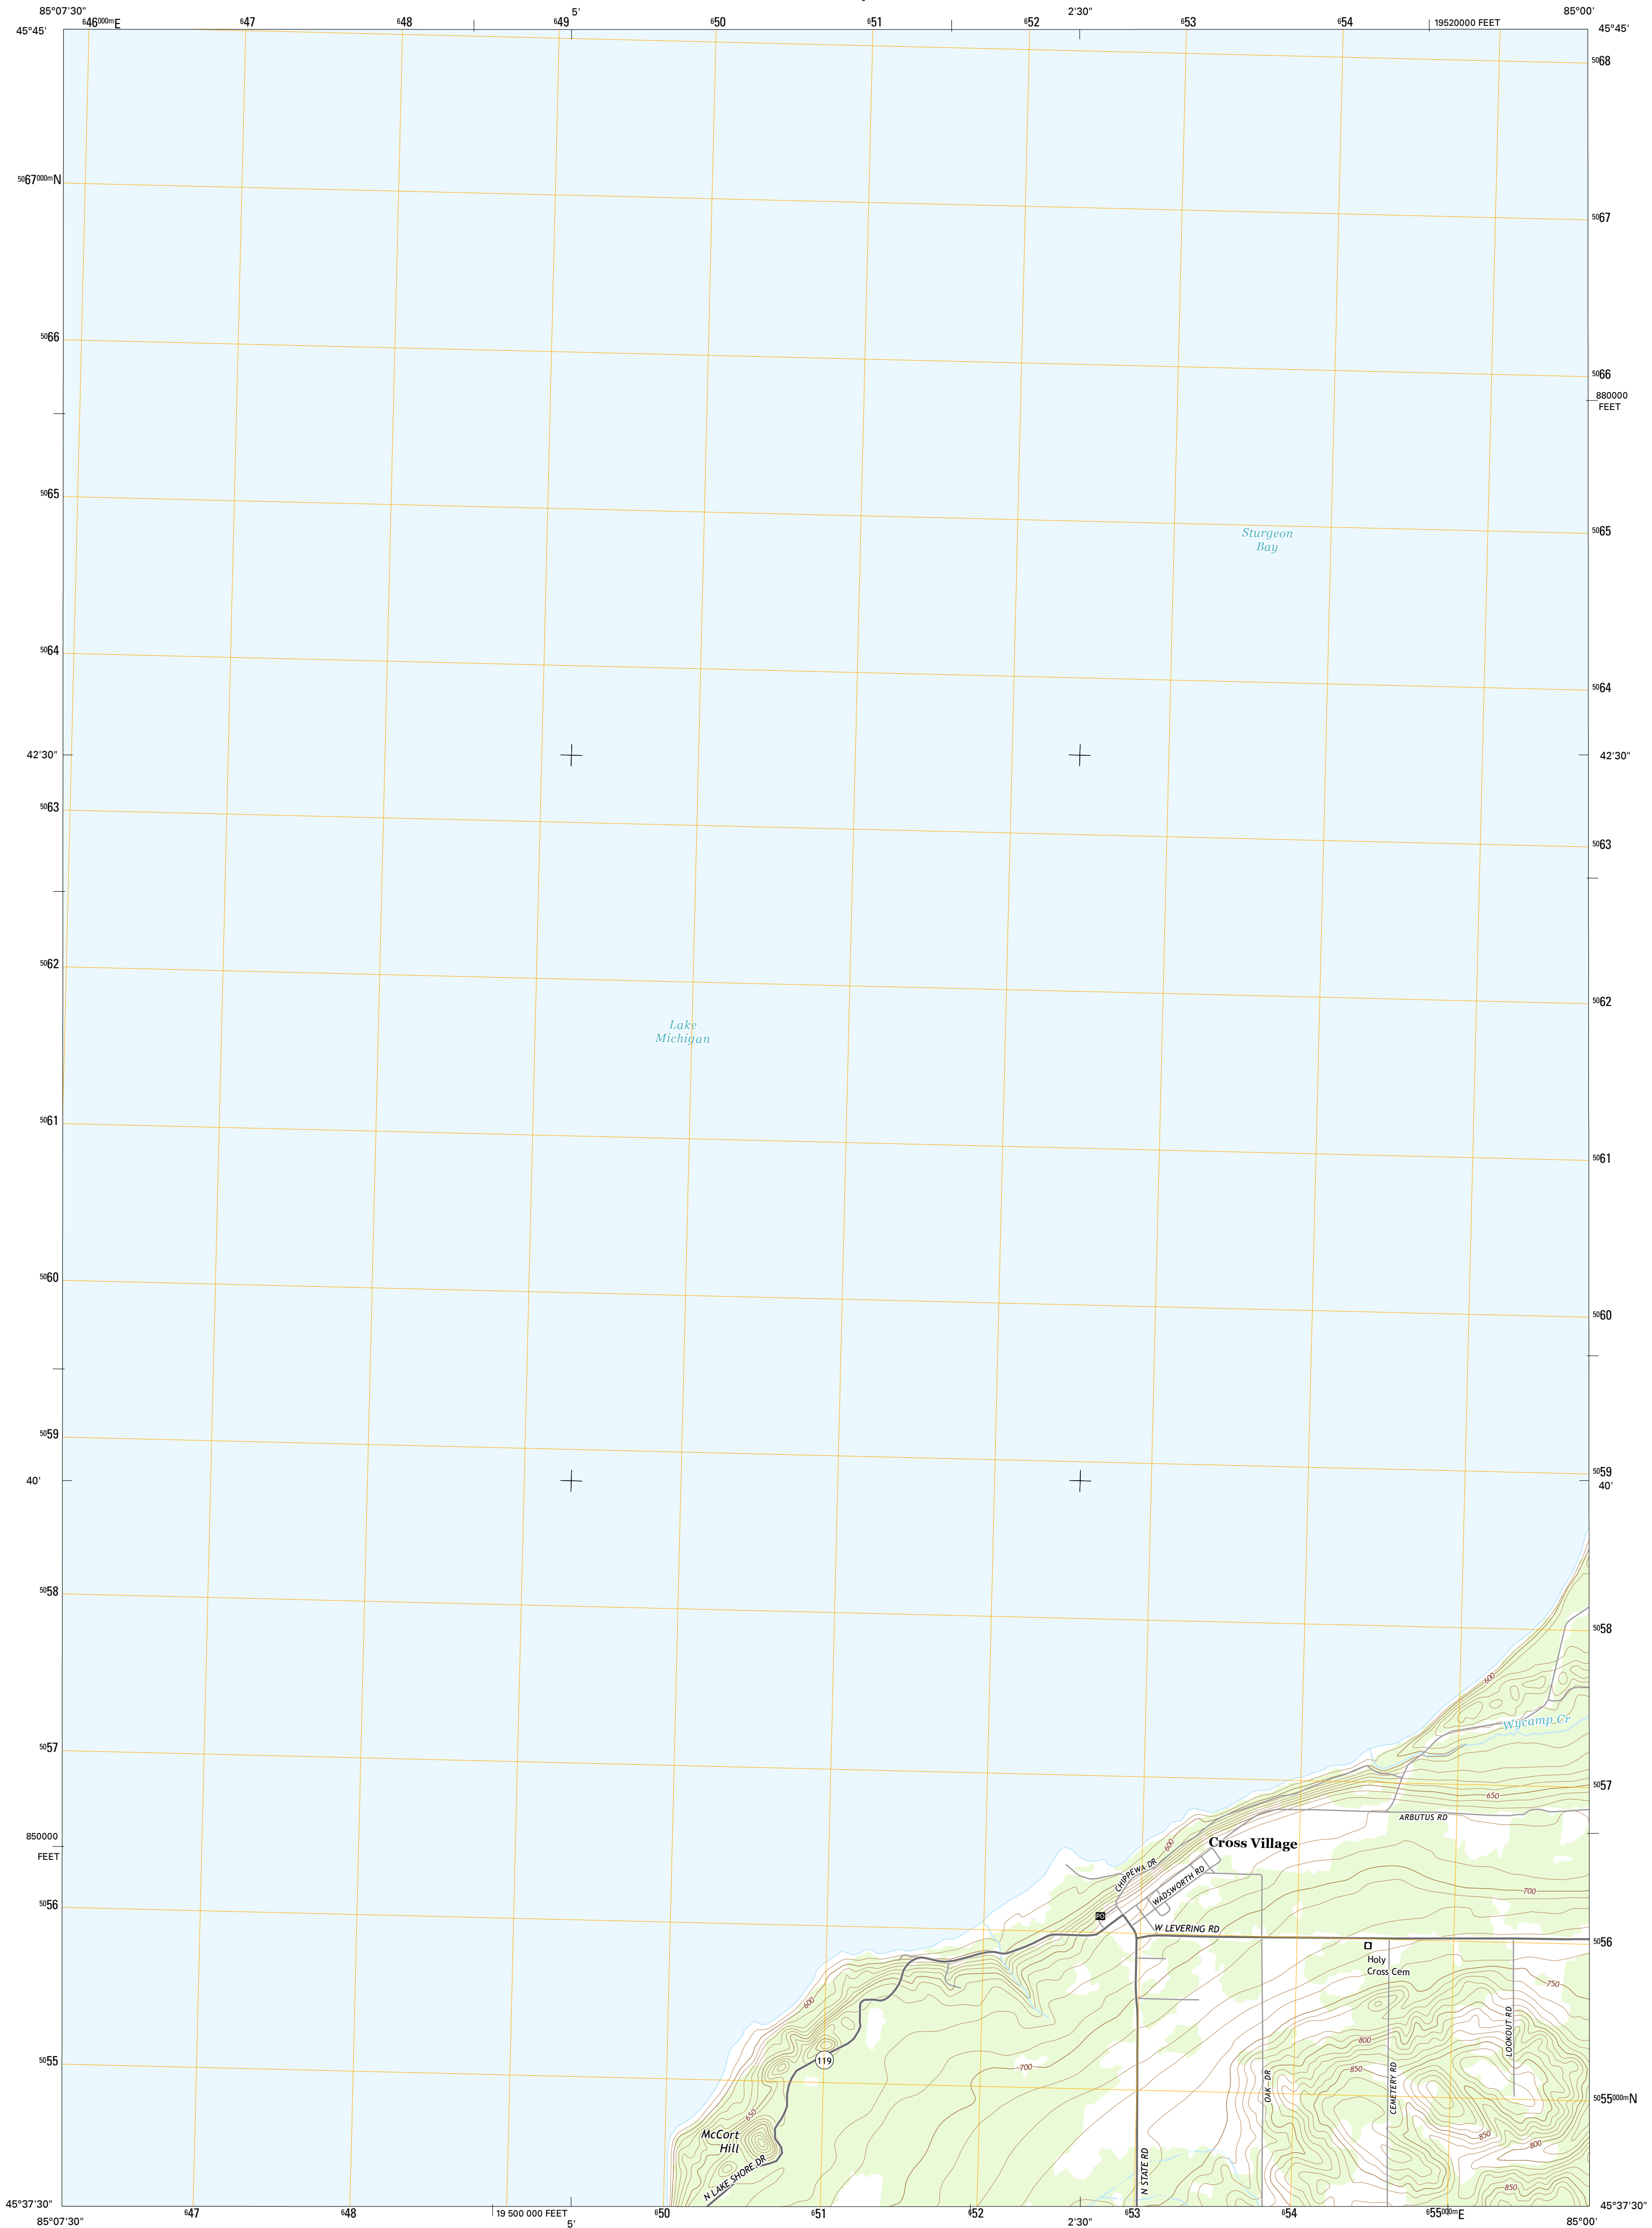 85°07'30"
⁶46⁰⁰⁰ᵐE
⁶47
⁶48
⁶49
5'
⁶50
⁶51
⁶52
2'30"
⁶53
⁶54
19520000 FEET
85°00'
45°45'
45°45'
⁵⁰68
⁵⁰67⁰⁰⁰ᵐN
⁵⁰67
⁵⁰66
⁵⁰66
880000
FEET
⁵⁰65
⁵⁰65
Sturgeon
Bay
⁵⁰64
⁵⁰64
42'30"
42'30"
⁵⁰63
⁵⁰63
⁵⁰62
⁵⁰62
Lake
Michigan
⁵⁰61
⁵⁰61
⁵⁰60
⁵⁰60
⁵⁰59
⁵⁰59
40'
40'
⁵⁰58
⁵⁰58
600
Wycamp Cr
⁵⁰57
⁵⁰57
650
ARBUTUS RD
850000
FEET
600
Cross Village
CHIPPEWA DR
WADSWORTH RD
700
⁵⁰56
PO
W LEVERING RD
⁵⁰56
Holy
Cross Cem
750
600
LOOKOUT RD
800
119
700
850
⁵⁰55
OAK DR
CEMETERY RD
⁵⁰55⁰⁰⁰ᵐN
650
McCort
Hill
850
800
N LAKE SHORE DR
N STATE RD
850
45°37'30"
45°37'30"
85°07'30"
⁶47
⁶48
19 500 000 FEET
5'
⁶50
⁶51
⁶52
2'30"
⁶53
⁶54
⁶55⁰⁰⁰ᵐE
85°00'